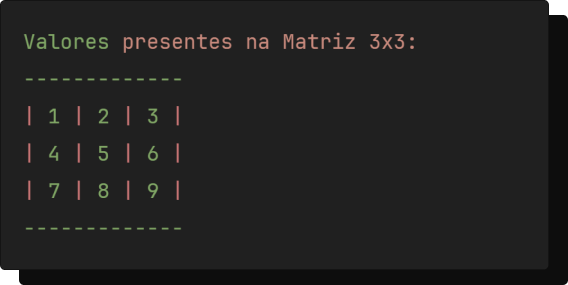 Valores presentes na Matriz 3x3:
-------------
| 1 | 2 | 3 |
| 4 | 5 | 6 |
| 7 | 8 | 9 |
-------------